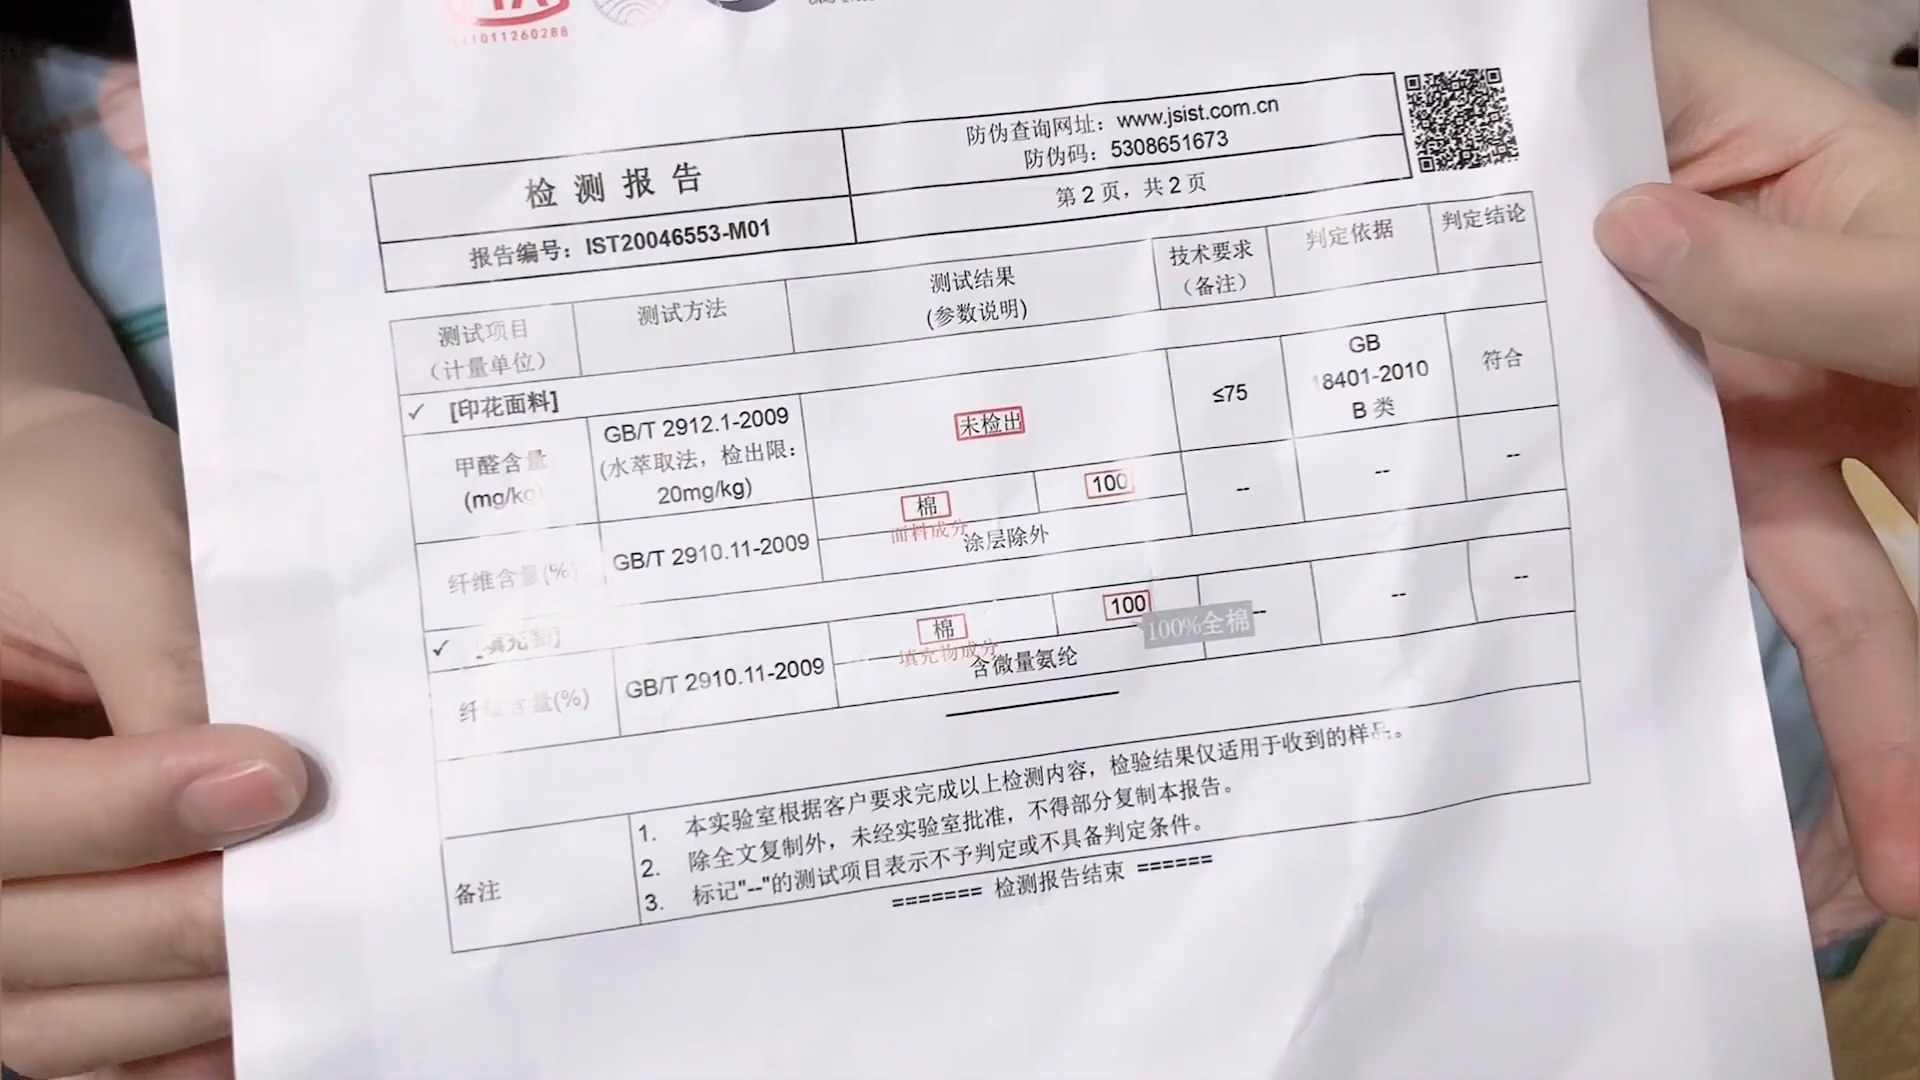 171011260288
检测报告
防伪查询网址：www.jsist.com.cn
防伪码：5308651673
报告编号：IST20046553-M01
第 2 页，共 2 页
测试项目
（计量单位）
测试方法
测试结果
(参数说明)
技术要求
（备注）
判定依据
判定结论
✓ [印花面料]
甲醛含量
(mg/kg)
GB/T 2912.1-2009
(水萃取法，检出限：
20mg/kg)
未检出
≤75
GB
18401-2010
B 类
符合
纤维含量(%)
GB/T 2910.11-2009
棉
100
面料成分
涂层除外
--
--
--
✓ [填充物]
纤维含量(%)
GB/T 2910.11-2009
棉
100
填充物成分
100%全棉
含微量氨纶
--
--
--
备注
1. 本实验室根据客户要求完成以上检测内容，检验结果仅适用于收到的样品。
2. 除全文复制外，未经实验室批准，不得部分复制本报告。
3. 标记"--"的测试项目表示不予判定或不具备判定条件。
======= 检测报告结束 ======